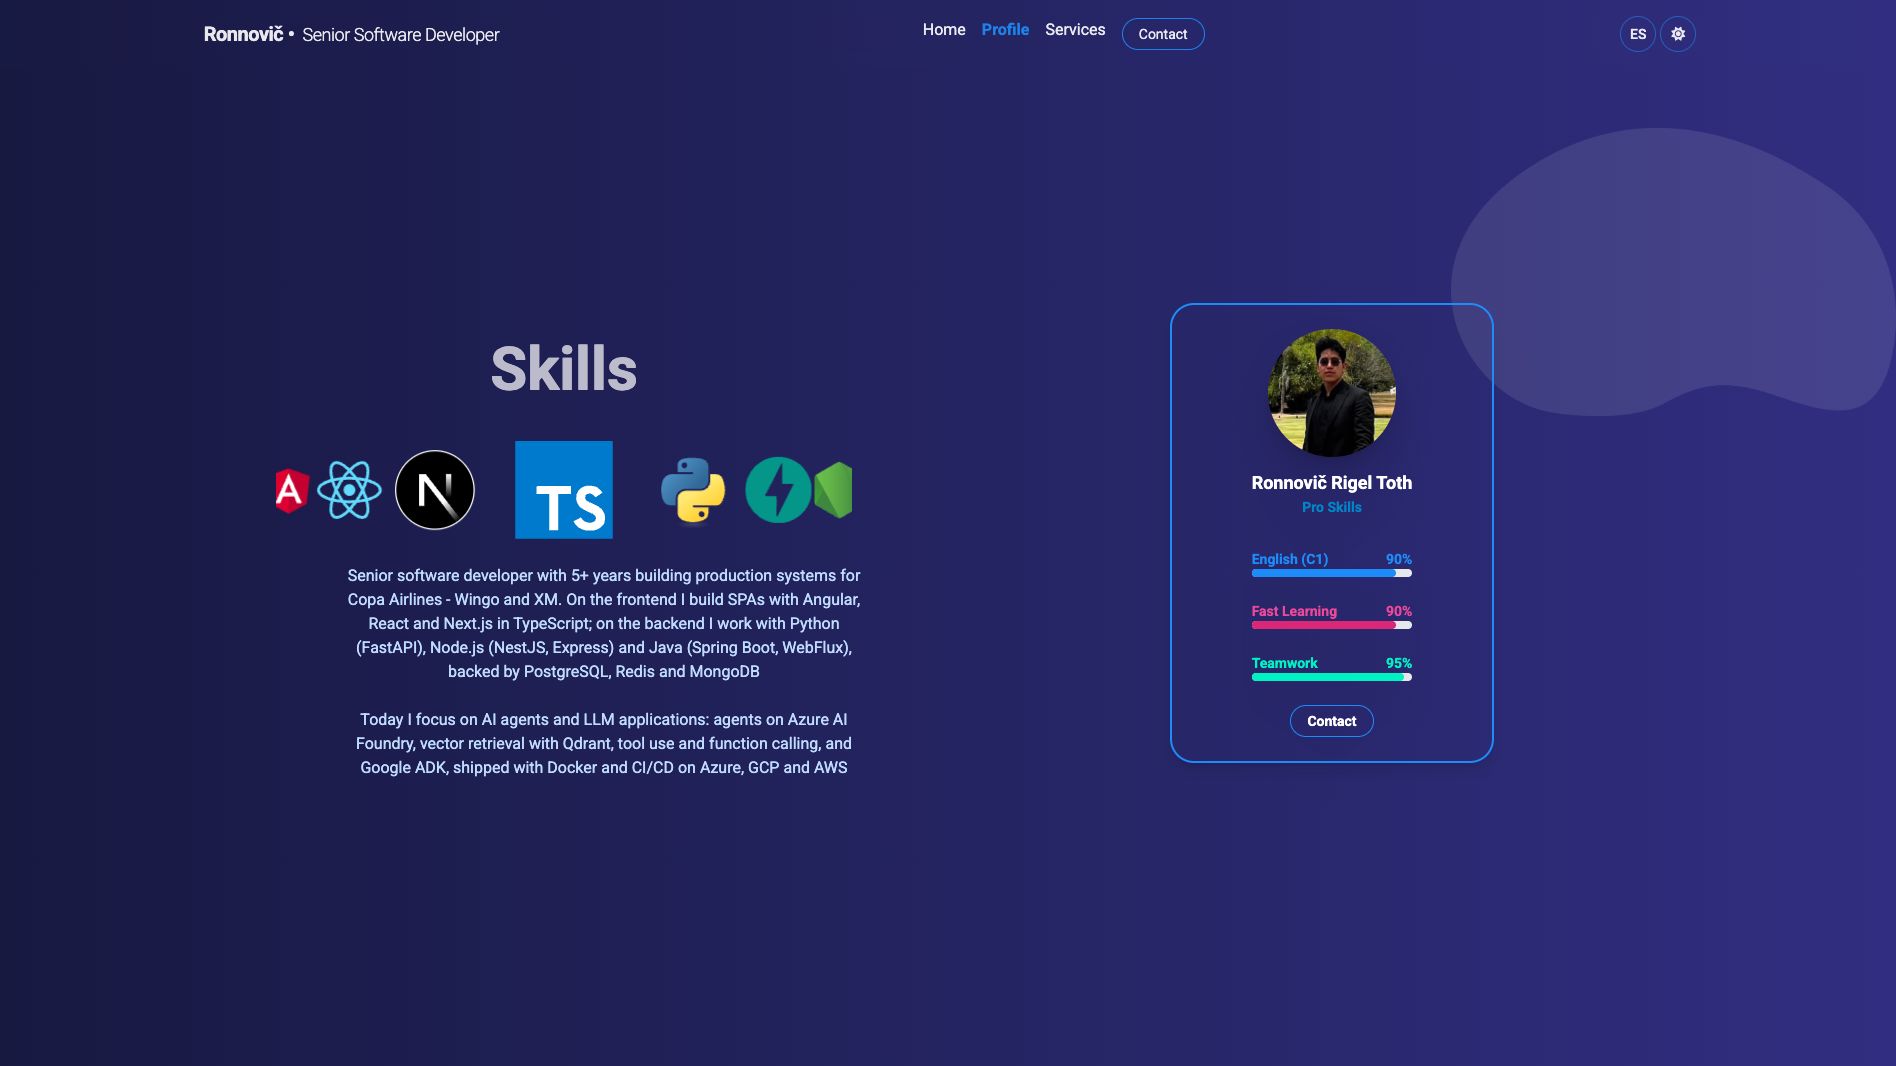 Ronnovič • Senior Software Developer
Home
Profile
Services
Contact
ES
Skills
A
N
TS
Senior software developer with 5+ years building production systems for
Copa Airlines - Wingo and XM. On the frontend I build SPAs with Angular,
React and Next.js in TypeScript; on the backend I work with Python
(FastAPI), Node.js (NestJS, Express) and Java (Spring Boot, WebFlux),
backed by PostgreSQL, Redis and MongoDB
Today I focus on AI agents and LLM applications: agents on Azure AI
Foundry, vector retrieval with Qdrant, tool use and function calling, and
Google ADK, shipped with Docker and CI/CD on Azure, GCP and AWS
Ronnovič Rigel Toth
Pro Skills
English (C1) 90%
Fast Learning 90%
Teamwork 95%
Contact